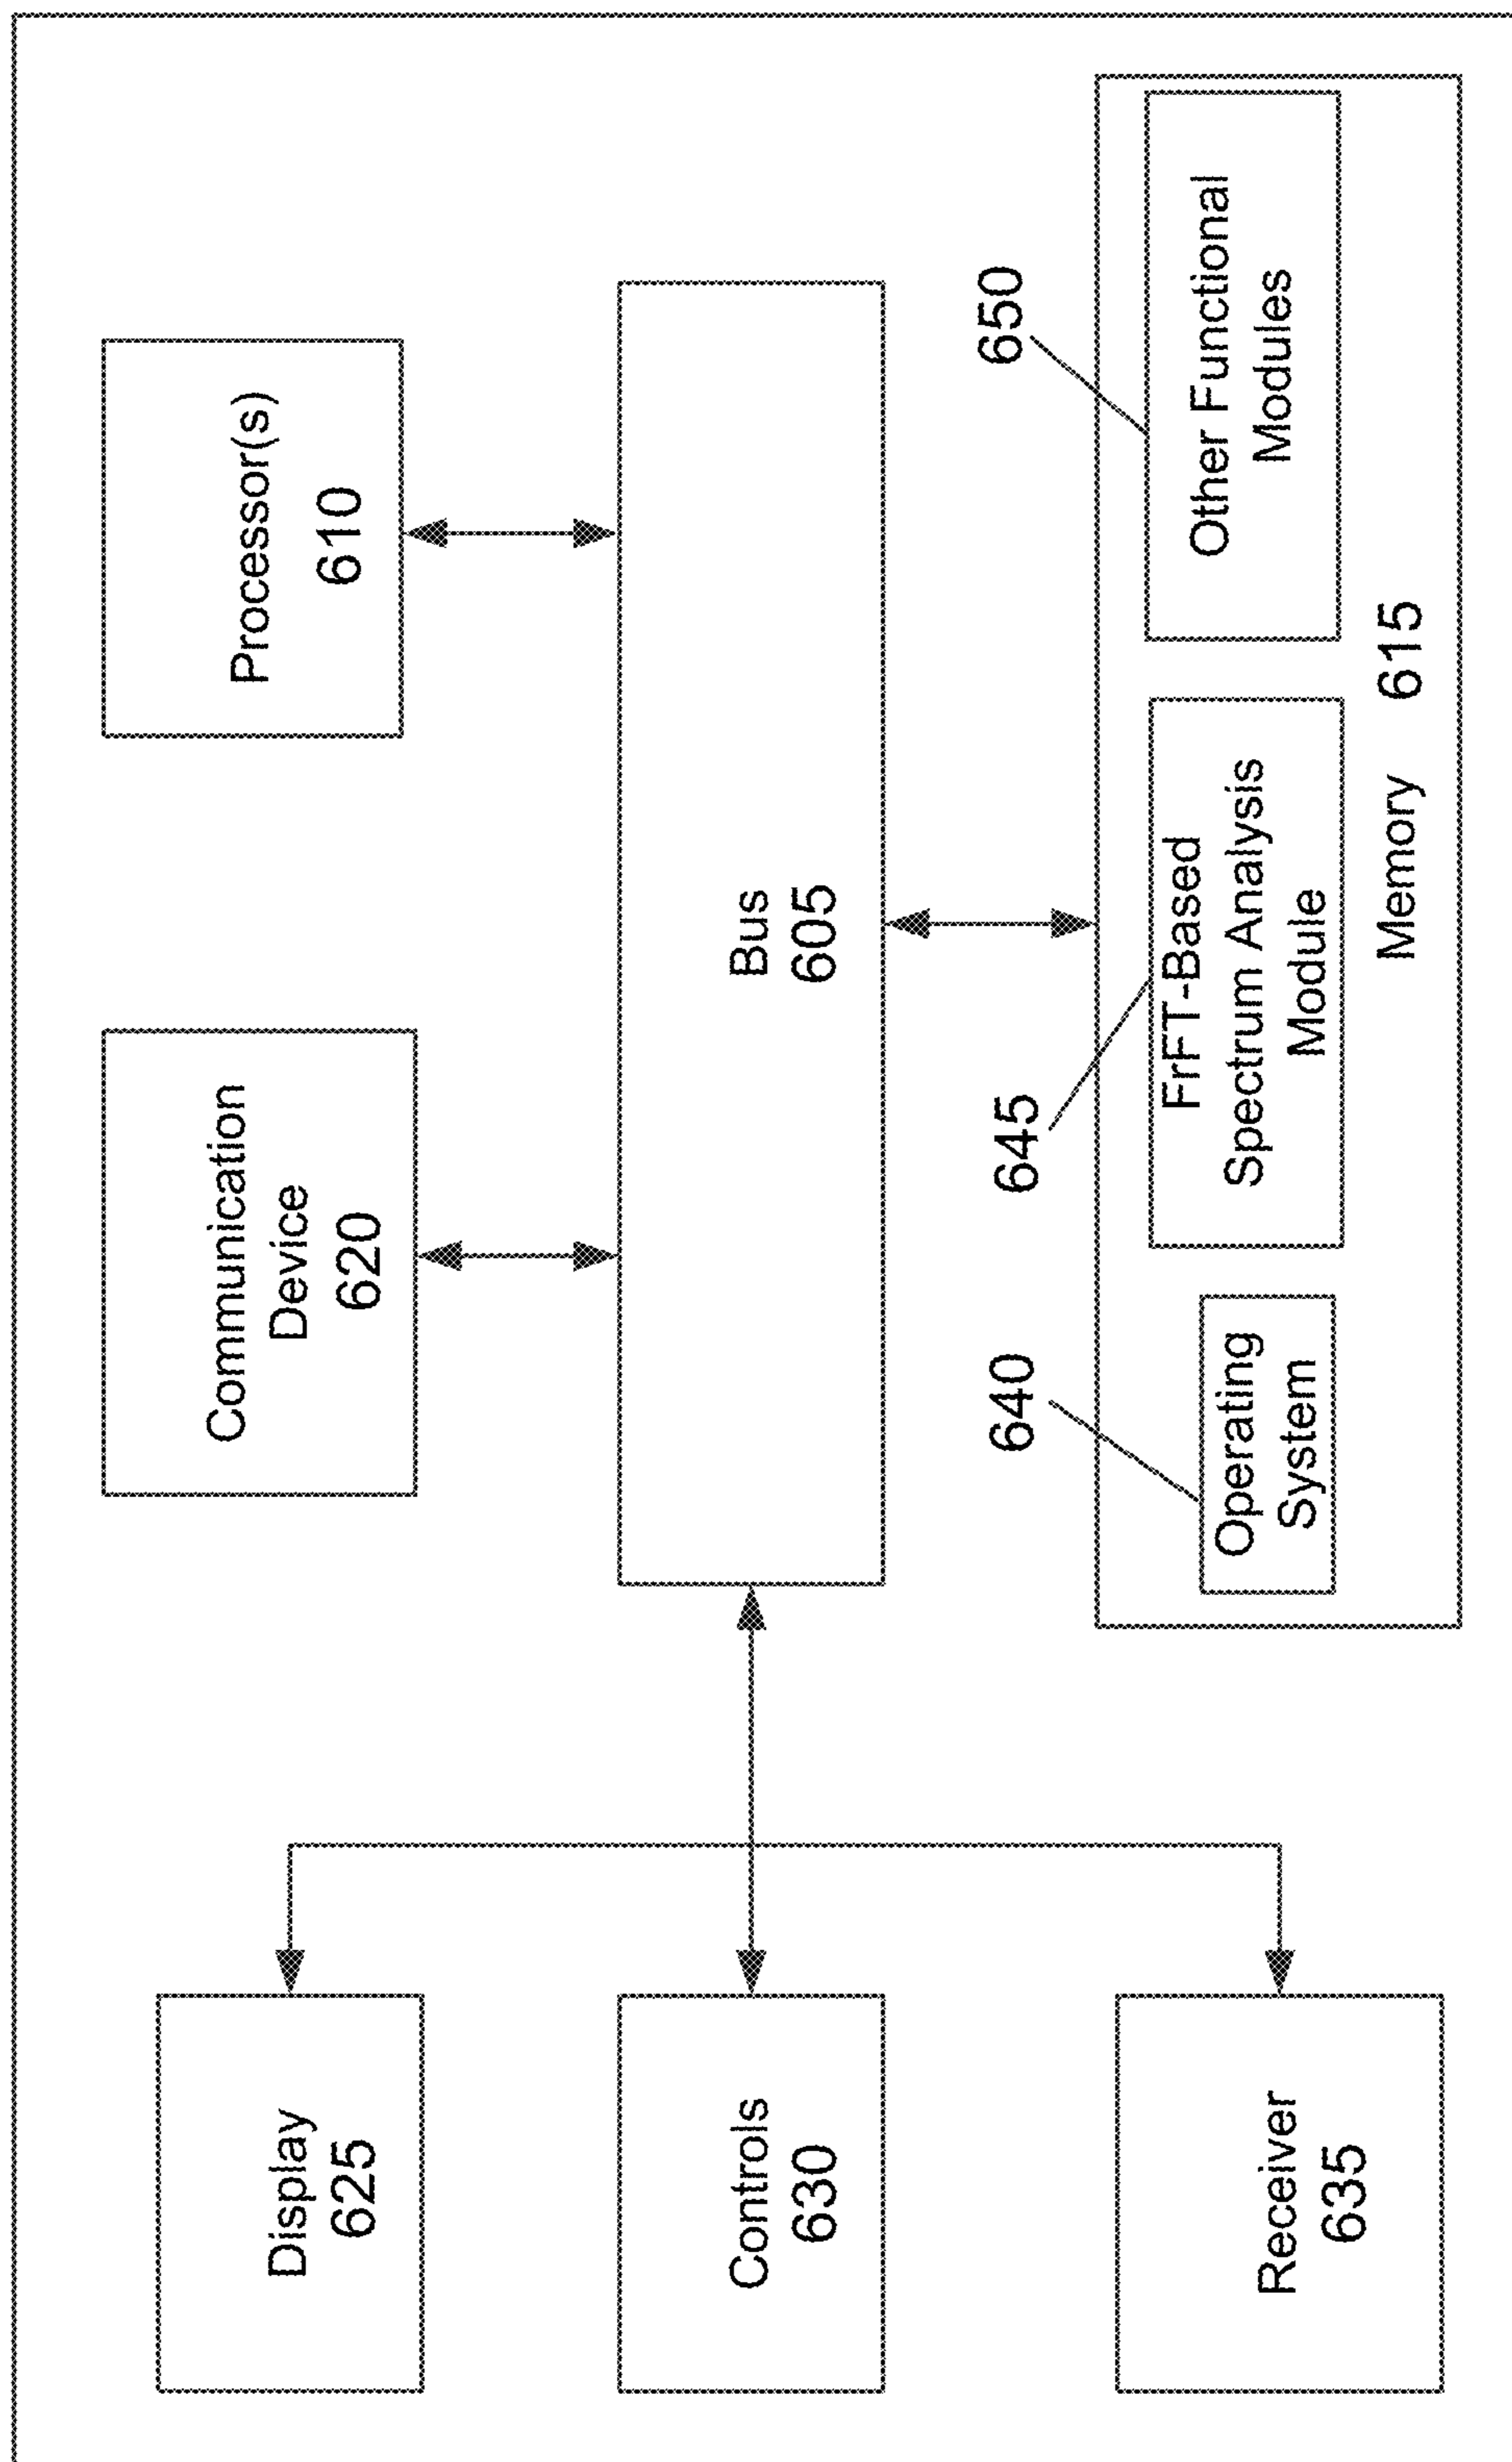 Display
625
Communication
Device
620
Processor(s)
610
Controls
630
Bus
605
Receiver
635
640
645
650
Operating
System
FrFT-Based
Spectrum Analysis
Module
Other Functional
Modules
Memory 615